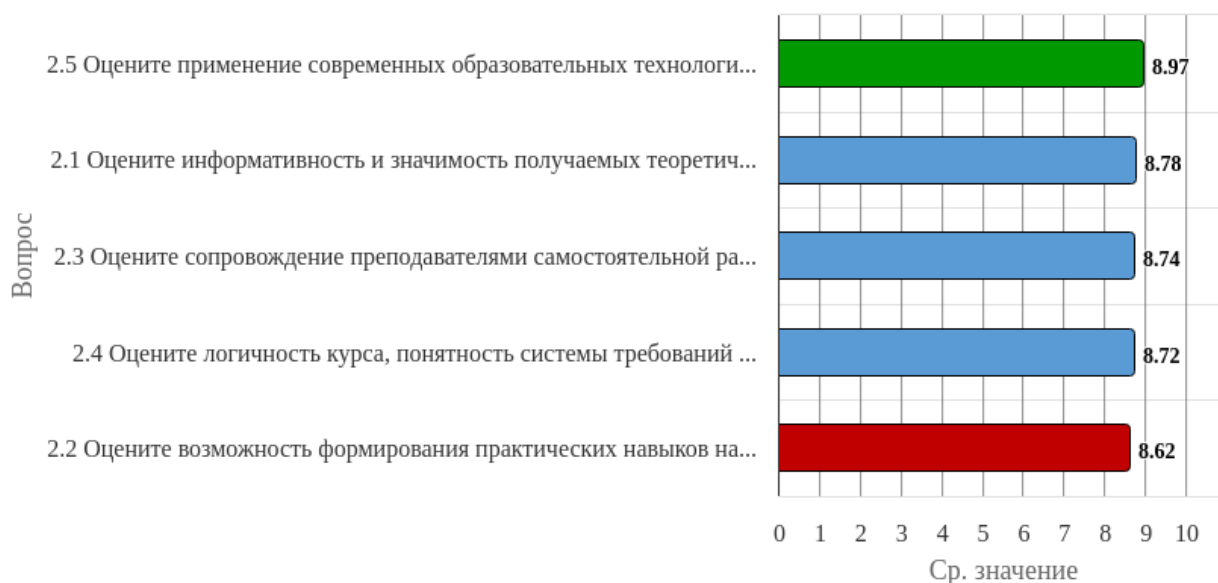 2.5 Оцените применение современных образовательных технологи...
8.97
2.1 Оцените информативность и значимость получаемых теоретич...
8.78
2.3 Оцените сопровождение преподавателями самостоятельной ра...
8.74
2.4 Оцените логичность курса, понятность системы требований ...
8.72
2.2 Оцените возможность формирования практических навыков на...
8.62
Вопрос
0 1 2 3 4 5 6 7 8 9 10
Ср. значение